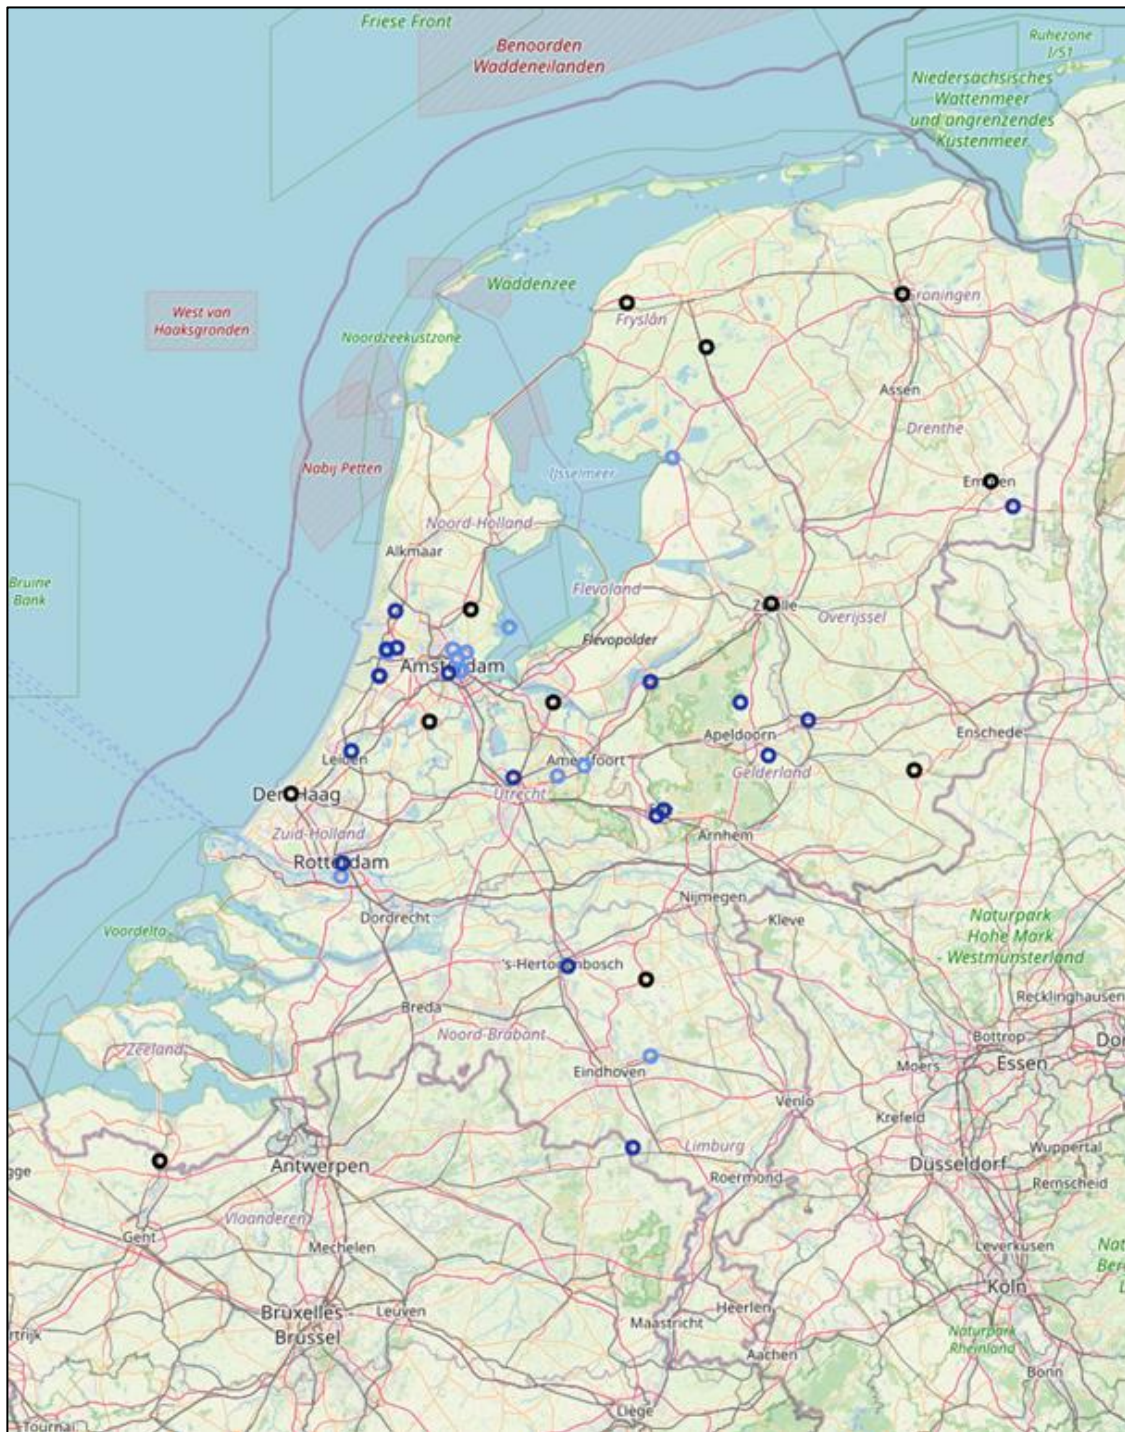 Friese Front
Ruhezone
I/51
Benoorden
Waddeneilanden
Niedersächsisches
Wattenmeer
und angrenzendes
Küstenmeer
Waddenzee
Groningen
West van
Haaksgronden
Fryslân
Noordzeekustzone
Assen
Drenthe
Nabij Petten
IJsselmeer
Noord-Holland
Alkmaar
Bruine
Bank
Flevoland
Overijssel
Flevopolder
Amsterdam
Enschede
Apeldoorn
Leiden
Amersfoort
Gelderland
Den Haag
Utrecht
Zuid-Holland
Arnhem
Rotterdam
Nijmegen
Dordrecht
Kleve
Naturpark
Hohe Mark
- Westmünsterland
Voordelta
's-Hertogenbosch
Recklinghausen
Breda
Noord-Brabant
Bottrop
Zeeland
Essen
Moers
Eindhoven
Venlo
Krefeld
Limburg
Wuppertal
Antwerpen
Düsseldorf
Roermond
Remscheid
Vlaanderen
Gent
Mechelen
Leverkusen
Köln
Heerlen
Bruxelles -
Brussel
Leuven
Maastricht
Naturpark
Rheinland
Aachen
Bonn
Liège
Tournai